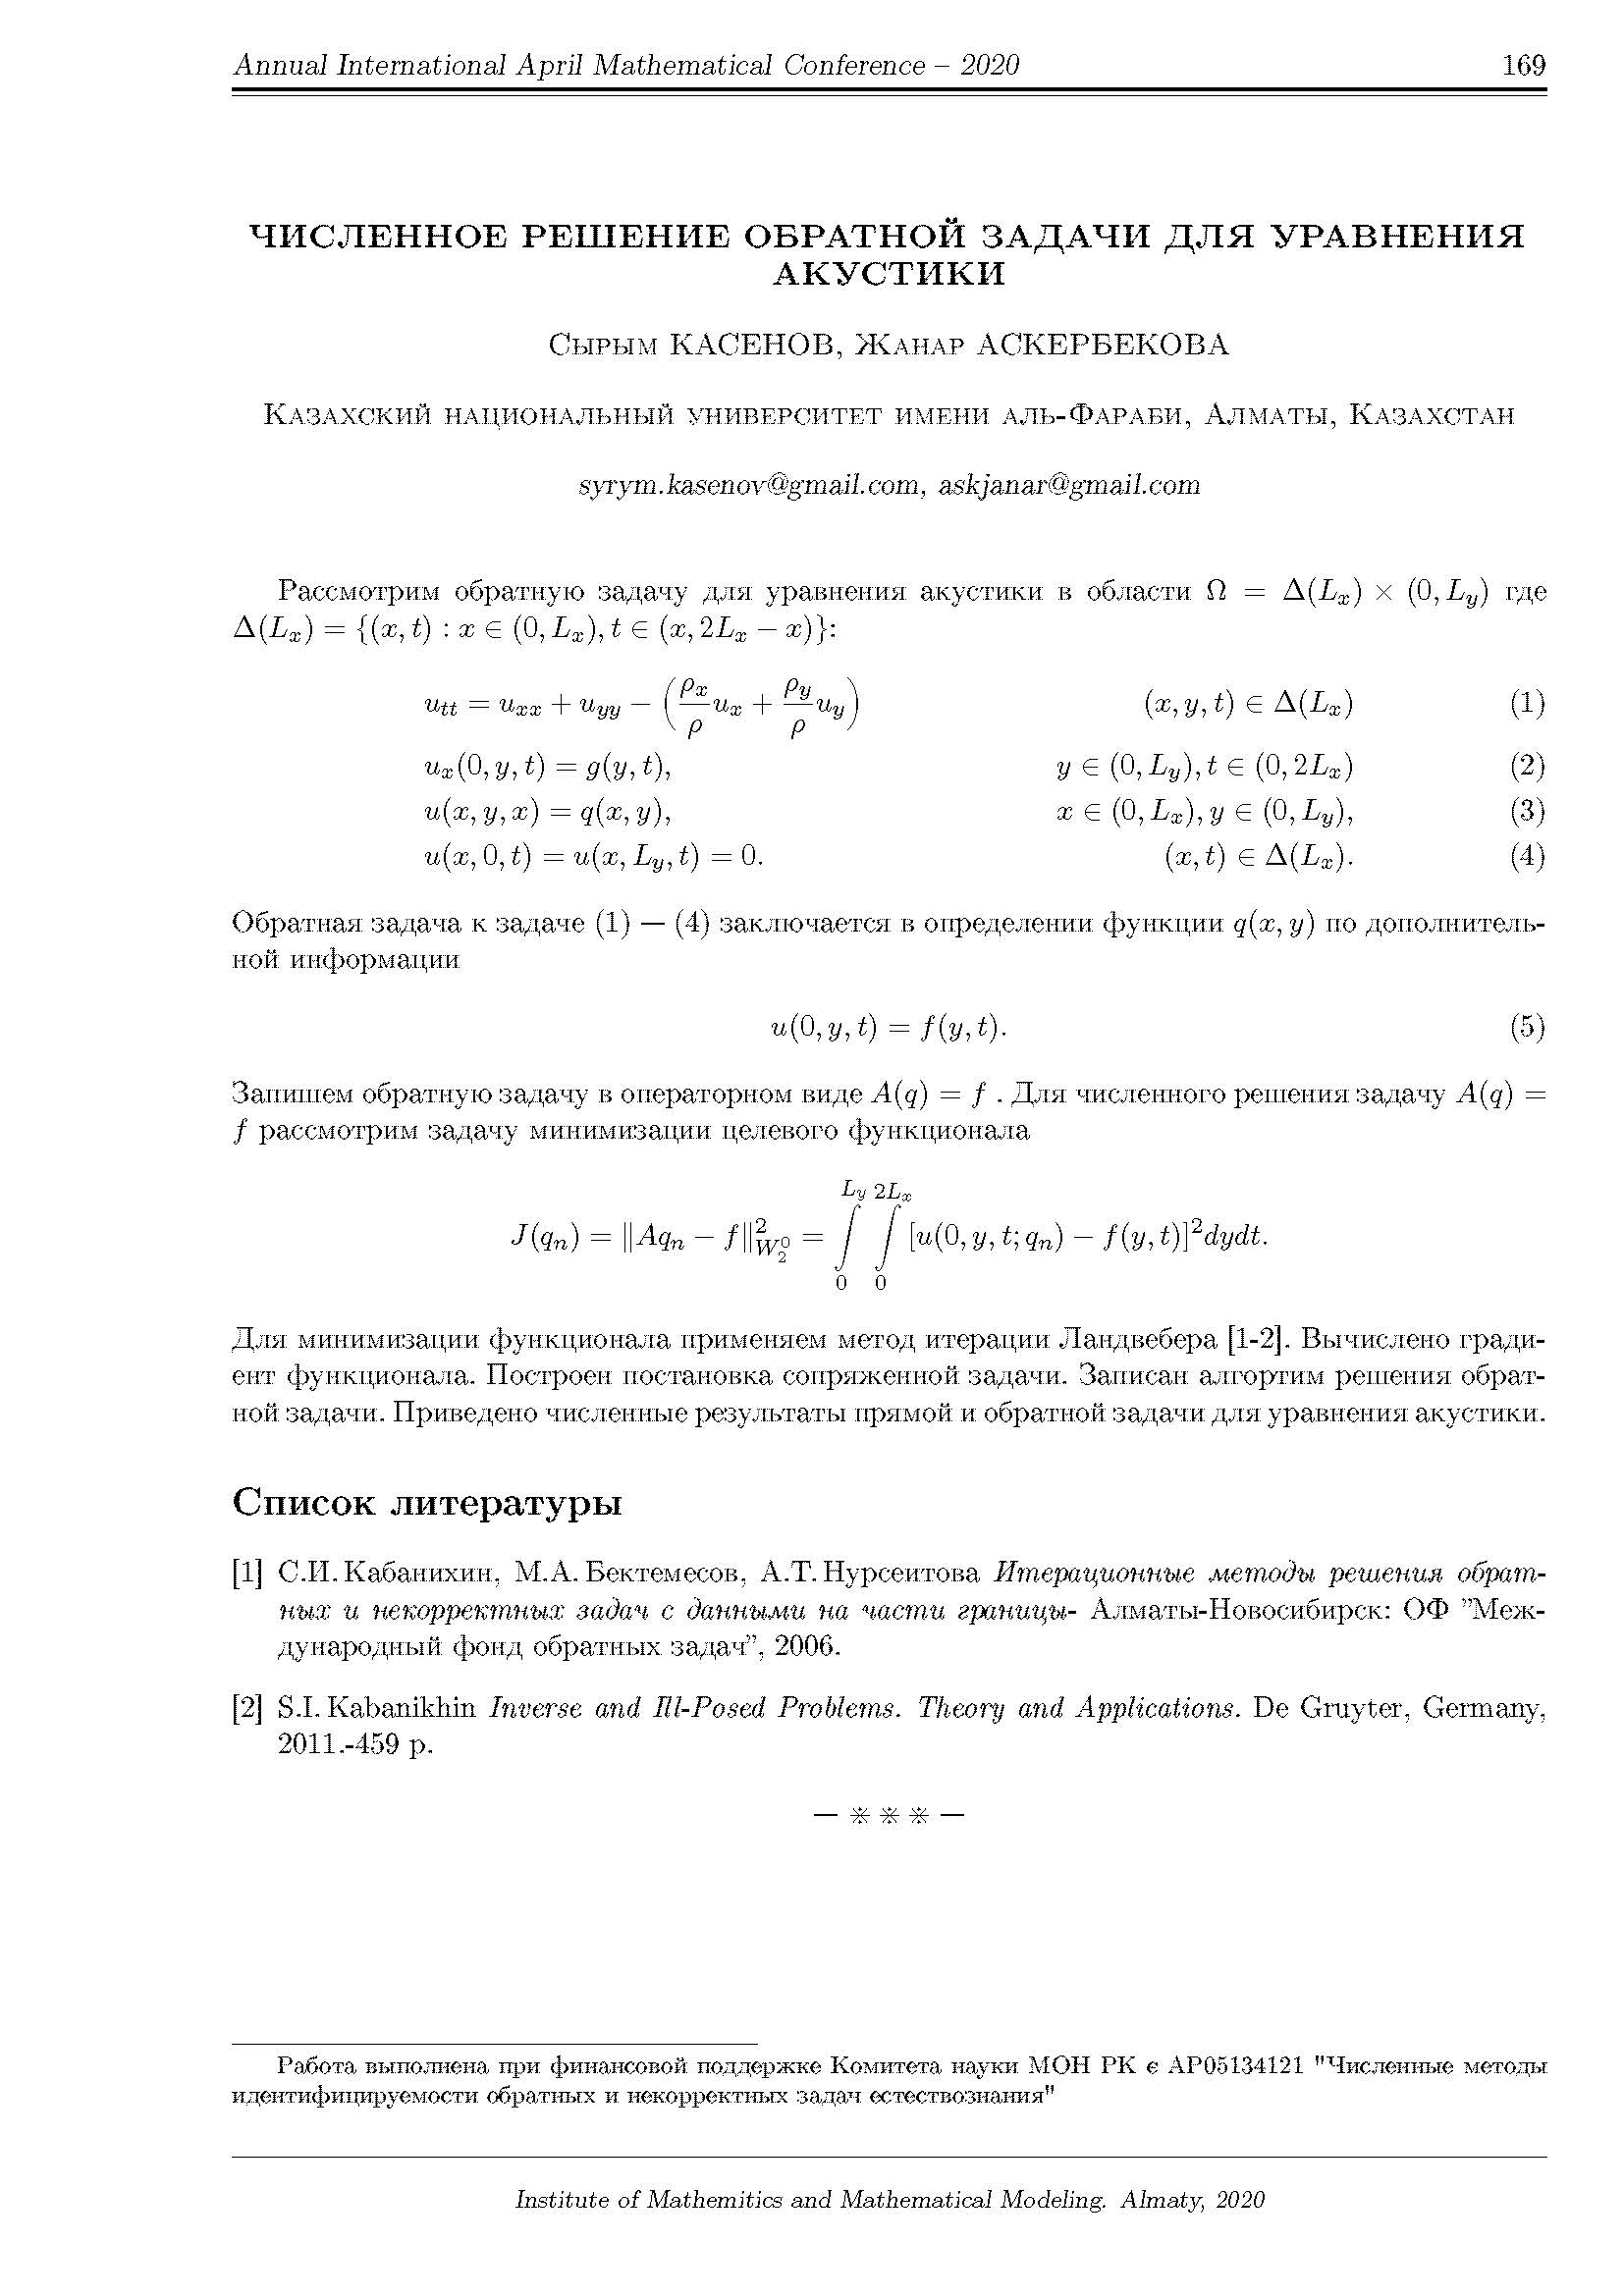 Annual International April Mathematical Conference – 2020 169
ЧИСЛЕННОЕ РЕШЕНИЕ ОБРАТНОЙ ЗАДАЧИ ДЛЯ УРАВНЕНИЯ
АКУСТИКИ
Сырым КАСЕНОВ, Жанар АСКЕРБЕКОВА
Казахский национальный университет имени аль-Фараби, Алматы, Казахстан
syrym.kasenov@gmail.com, askjanar@gmail.com
Рассмотрим обратную задачу для уравнения акустики в области Ω = Δ(L_x) × (0, L_y) где
Δ(L_x) = {(x, t) : x ∈ (0, L_x), t ∈ (x, 2L_x − x)}:
u_{tt} = u_{xx} + u_{yy} − (\frac{ρ_x}{ρ} u_x + \frac{ρ_y}{ρ} u_y) (x, y, t) ∈ Δ(L_x) (1)
u_x(0, y, t) = g(y, t), y ∈ (0, L_y), t ∈ (0, 2L_x) (2)
u(x, y, x) = q(x, y), x ∈ (0, L_x), y ∈ (0, L_y), (3)
u(x, 0, t) = u(x, L_y, t) = 0. (x, t) ∈ Δ(L_x). (4)
Обратная задача к задаче (1) — (4) заключается в определении функции q(x, y) по дополнитель-
ной информации
u(0, y, t) = f(y, t). (5)
Запишем обратную задачу в операторном виде A(q) = f . Для численного решения задачу A(q) =
f рассмотрим задачу минимизации целевого функционала
J(q_n) = ‖Aq_n − f‖^2_{W_2^0} = ∫_0^{L_y} ∫_0^{2L_x} [u(0, y, t; q_n) − f(y, t)]^2 dydt.
Для минимизации функционала применяем метод итерации Ландвебера [1-2]. Вычислено гради-
ент функционала. Построен постановка сопряженной задачи. Записан алгортим решения обрат-
ной задачи. Приведено численные результаты прямой и обратной задачи для уравнения акустики.
Список литературы
[1] С.И. Кабанихин, М.А. Бектемесов, А.Т. Нурсеитова Итерационные методы решения обрат-
ных и некорректных задач с данными на части границы- Алматы-Новосибирск: ОФ ”Меж-
дународный фонд обратных задач”, 2006.
[2] S.I. Kabanikhin Inverse and Ill-Posed Problems. Theory and Applications. De Gruyter, Germany,
2011.-459 p.
— ⋇ ⋇ ⋇ —
Работа выполнена при финансовой поддержке Комитета науки МОН РК є AP05134121 "Численные методы
идентифицируемости обратных и некорректных задач естествознания"
Institute of Mathemitics and Mathematical Modeling. Almaty, 2020